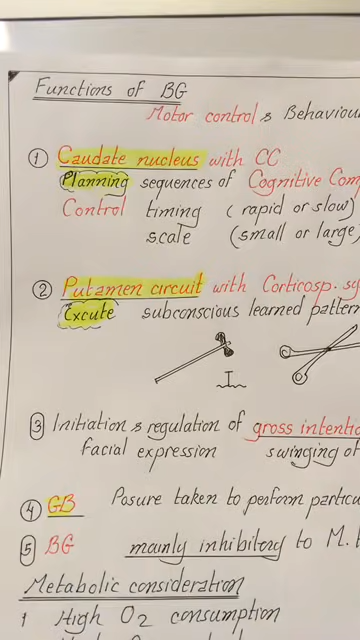 Functions of BG
Motor control & Behaviou
1 Caudate nucleus with CC
Planning sequences of Cognitive Com
Control timing (rapid or slow)
scale (small or large)
2 Putamen circuit with Corticosp. sy
Excute subconscious learned pattern
3 Initiation & regulation of gross intentio
facial expression swinging of
4 GB Posure taken to perform particu
5 BG mainly inhibitory to M.
Metabolic consideration
1 High O2 consumption